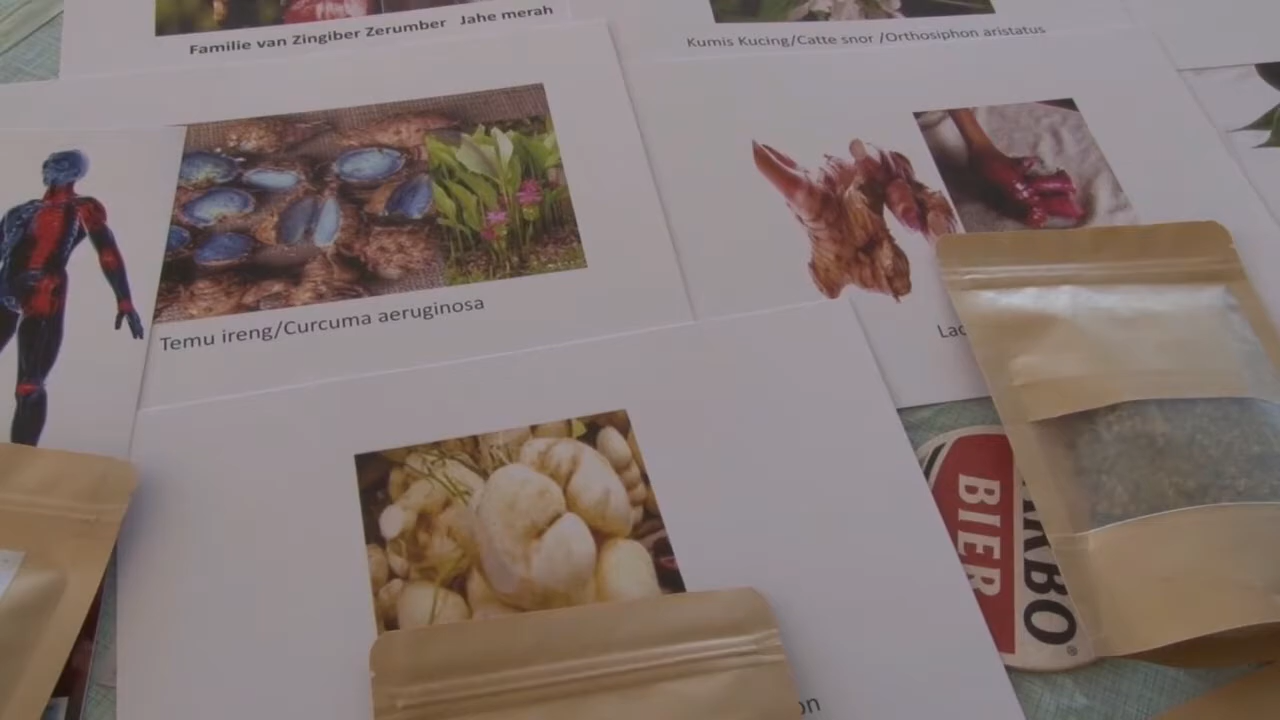 Familie van Zingiber Zerumber Jahe merah
Kumis Kucing/Catte snor /Orthosiphon aristatus
Temu ireng/Curcuma aeruginosa
BIER